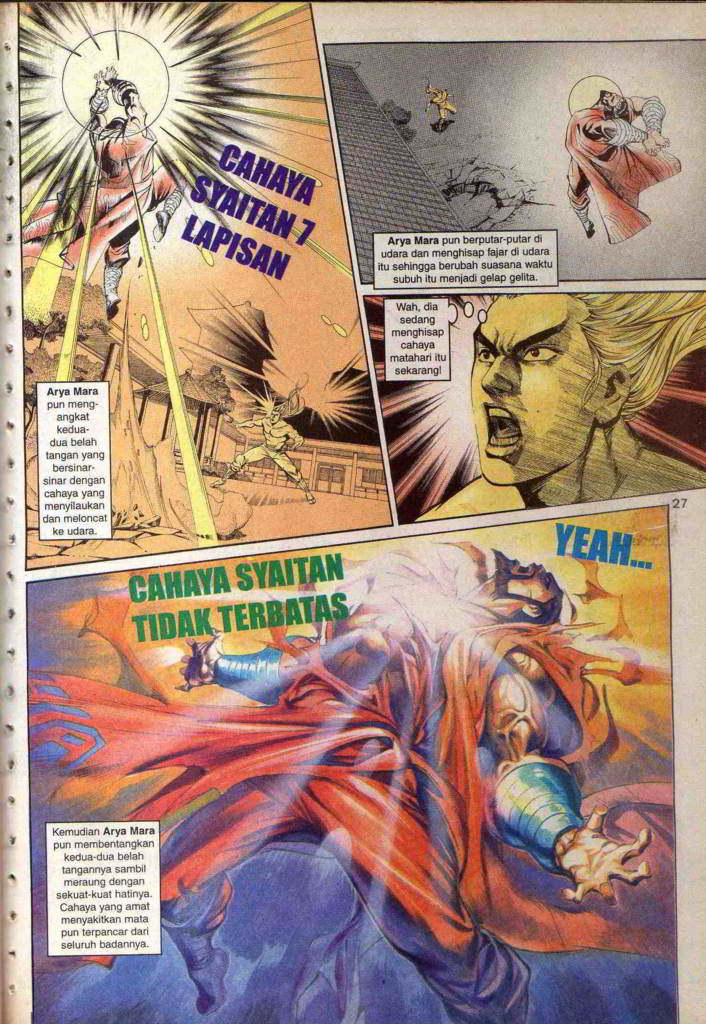 CAHAYA
SYAITAN 7
LAPISAN
Arya Mara
pun meng-
angkat
kedua-
dua belah
tangan yang
bersinar-
sinar dengan
cahaya yang
menyilaukan
dan meloncat
ke udara.
Arya Mara pun berputar-putar di
udara dan menghisap fajar di udara
itu sehingga berubah suasana waktu
subuh itu menjadi gelap gelita.
Wah, dia
sedang
menghisap
cahaya
matahari itu
sekarang!
27
YEAH...
CAHAYA SYAITAN
TIDAK TERBATAS
Kemudian Arya Mara
pun membentangkan
kedua-dua belah
tangannya sambil
meraung dengan
sekuat-kuat hatinya.
Cahaya yang amat
menyakitkan mata
pun terpancar dari
seluruh badannya.